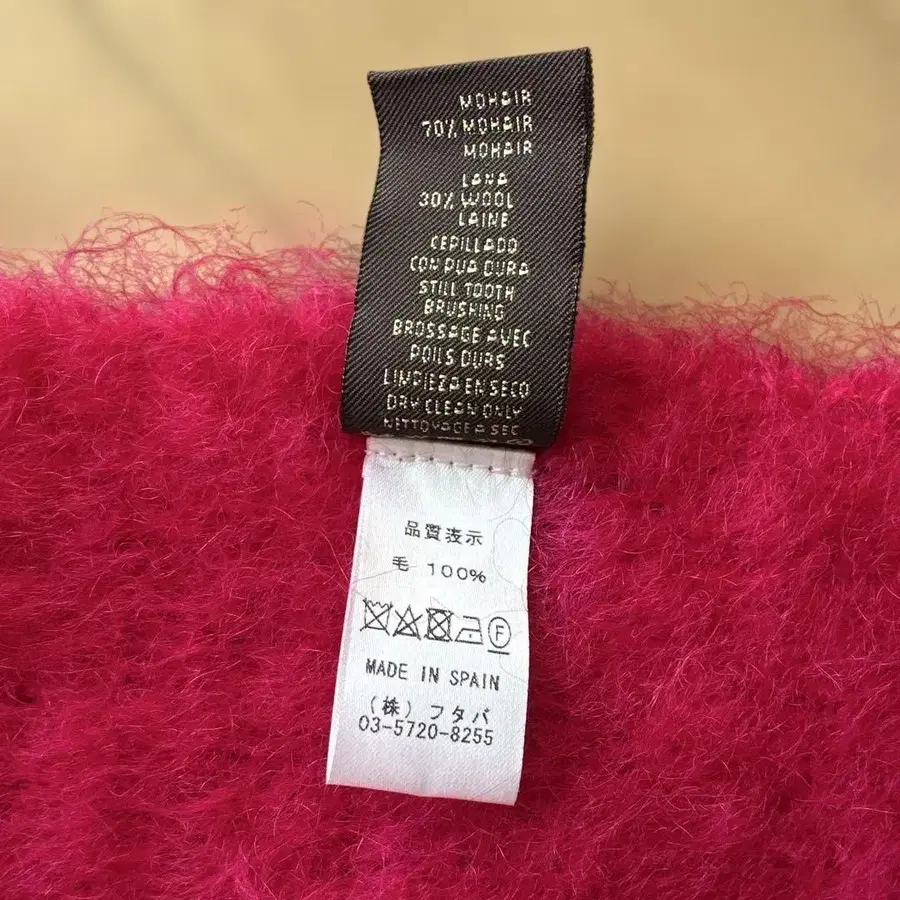 MOHAIR
70% MOHAIR
MOHAIR
LANA
30% WOOL
LAINE
CEPILLADO
CON PUA DURA
STILL TOOTH
BRUSHING
BROSSAGE AVEC
POILS DURS
LIMPIEZA EN SECO
DRY CLEAN ONLY
NETTOYAGE A SEC
品質表示
毛 100%
F
MADE IN SPAIN
(株)フタバ
03-5720-8255